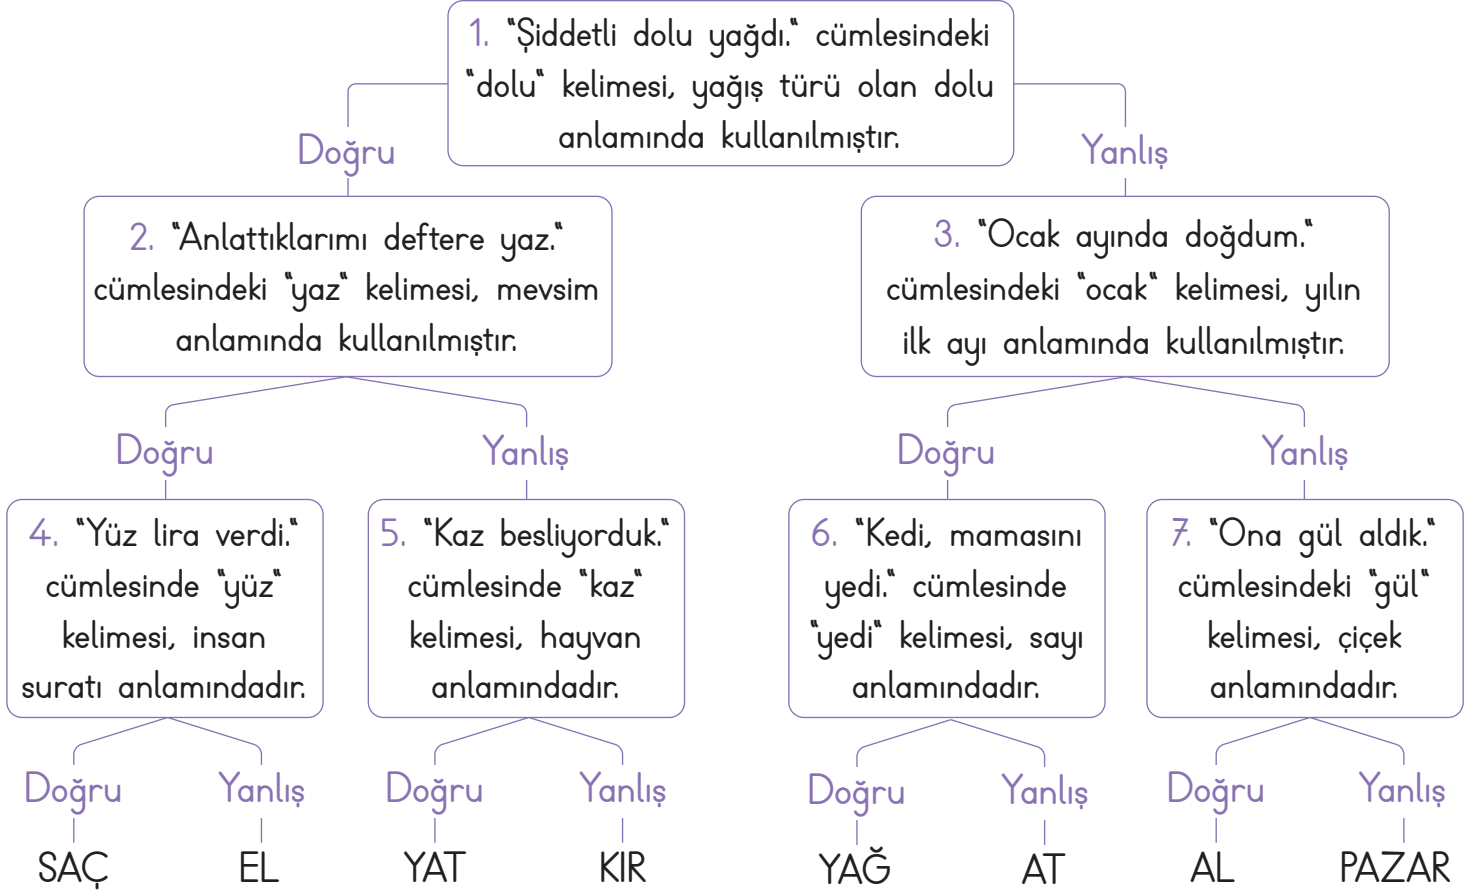 1. "Şiddetli dolu yağdı." cümlesindeki
"dolu" kelimesi, yağış türü olan dolu
anlamında kullanılmıştır.
Doğru
Yanlış
2. "Anlattıklarımı deftere yaz."
cümlesindeki "yaz" kelimesi, mevsim
anlamında kullanılmıştır.
3. "Ocak ayında doğdum."
cümlesindeki "ocak" kelimesi, yılın
ilk ayı anlamında kullanılmıştır.
Doğru
Yanlış
Doğru
Yanlış
4. "Yüz lira verdi."
cümlesinde "yüz"
kelimesi, insan
suratı anlamındadır.
5. "Kaz besliyorduk."
cümlesinde "kaz"
kelimesi, hayvan
anlamındadır.
6. "Kedi, mamasını
yedi." cümlesinde
"yedi" kelimesi, sayı
anlamındadır.
7. "Ona gül aldık."
cümlesindeki "gül"
kelimesi, çiçek
anlamındadır.
Doğru
Yanlış
Doğru
Yanlış
Doğru
Yanlış
Doğru
Yanlış
SAÇ
EL
YAT
KIR
YAĞ
AT
AL
PAZAR